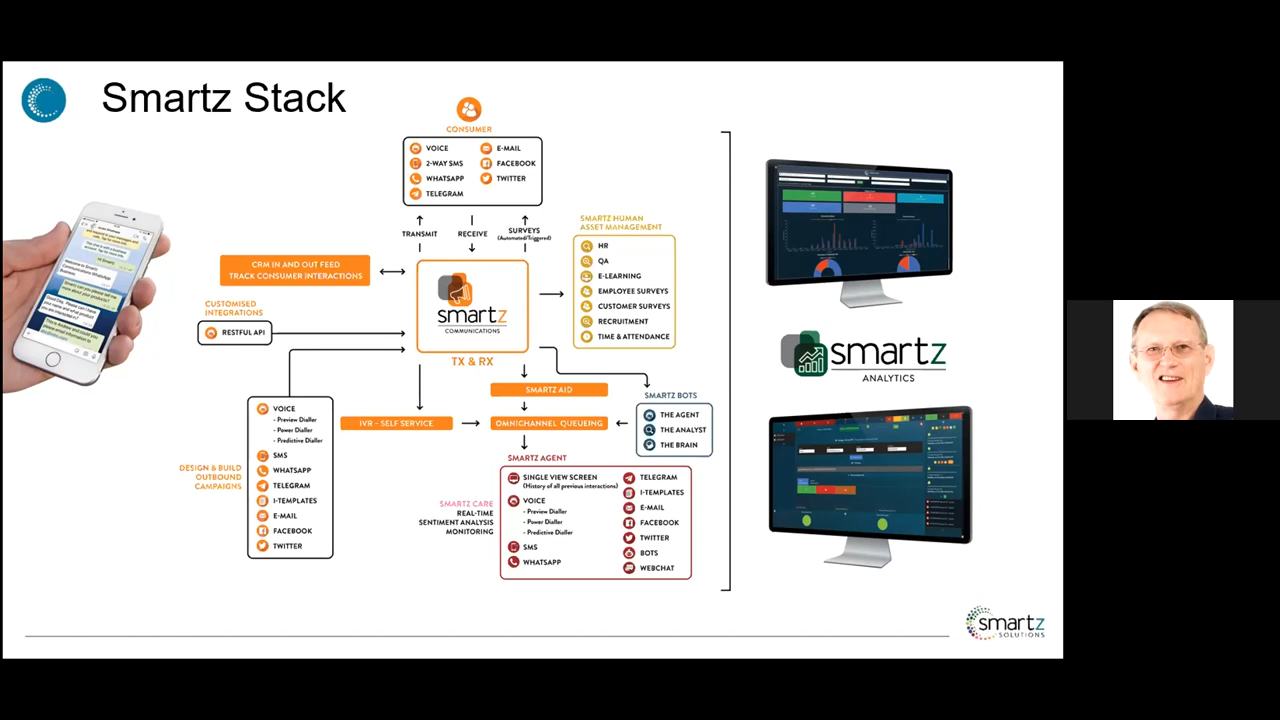 Smartz Stack
CONSUMER
VOICE
2-WAY SMS
WHATSAPP
TELEGRAM
E-MAIL
FACEBOOK
TWITTER
TRANSMIT
RECEIVE
SURVEYS
(Automated/Triggered)
CRM IN AND OUT FEED
TRACK CONSUMER INTERACTIONS
CUSTOMISED
INTEGRATIONS
RESTFUL API
smartz
COMMUNICATIONS
TX & RX
SMARTZ HUMAN
ASSET MANAGEMENT
HR
QA
E-LEARNING
EMPLOYEE SURVEYS
CUSTOMER SURVEYS
RECRUITMENT
TIME & ATTENDANCE
SMARTZ AID
IVR - SELF SERVICE
OMNICHANNEL QUEUEING
SMARTZ BOTS
THE AGENT
THE ANALYST
THE BRAIN
DESIGN & BUILD
OUTBOUND
CAMPAIGNS
VOICE
- Preview Dialler
- Power Dialler
- Predictive Dialler
SMS
WHATSAPP
TELEGRAM
I-TEMPLATES
E-MAIL
FACEBOOK
TWITTER
SMARTZ CARE
REAL-TIME
SENTIMENT ANALYSIS
MONITORING
SMARTZ AGENT
SINGLE VIEW SCREEN
(History of all previous interactions)
VOICE
- Preview Dialler
- Power Dialler
- Predictive Dialler
SMS
WHATSAPP
TELEGRAM
I-TEMPLATES
E-MAIL
FACEBOOK
TWITTER
BOTS
WEBCHAT
smartz
ANALYTICS
smartz
SOLUTIONS